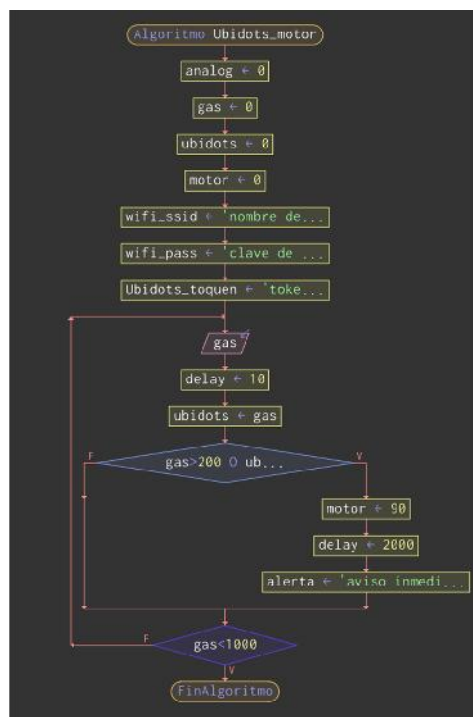 Algoritmo Ubidots_motor
analog ← 0
gas ← 0
ubidots ← 0
motor ← 0
wifi_ssid ← 'nombre de...
wifi_pass ← 'clave de ...
Ubidots_toquen ← 'toke...
gas
delay ← 10
ubidots ← gas
F
gas>200 O ub...
V
motor ← 90
delay ← 2000
alerta ← 'aviso inmedi...
F
gas<1000
V
FinAlgoritmo